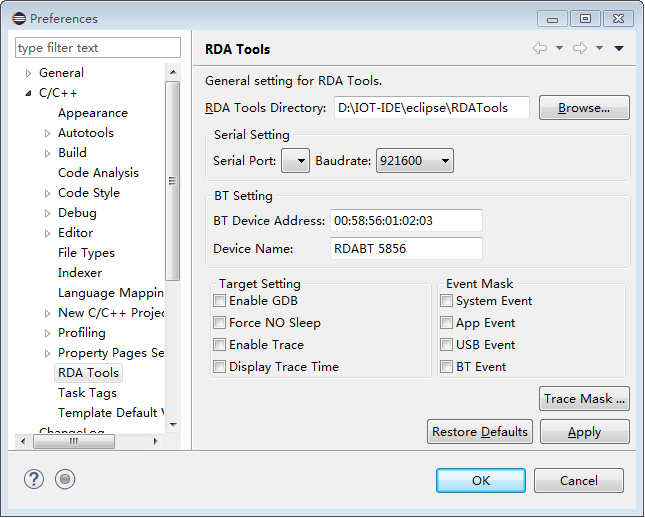 Preferences
type filter text
General
C/C++
Appearance
Autotools
Build
Code Analysis
Code Style
Debug
Editor
File Types
Indexer
Language Mappin
New C/C++ Projec
Profiling
Property Pages Se
RDA Tools
Task Tags
Template Default V
ChangeLog
RDA Tools
General setting for RDA Tools.
RDA Tools Directory: D:\IOT-IDE\eclipse\RDATools Browse...
Serial Setting
Serial Port: Baudrate: 921600
BT Setting
BT Device Address: 00:58:56:01:02:03
Device Name: RDABT 5856
Target Setting
Enable GDB
Force NO Sleep
Enable Trace
Display Trace Time
Event Mask
System Event
App Event
USB Event
BT Event
Trace Mask ...
Restore Defaults Apply
? OK Cancel